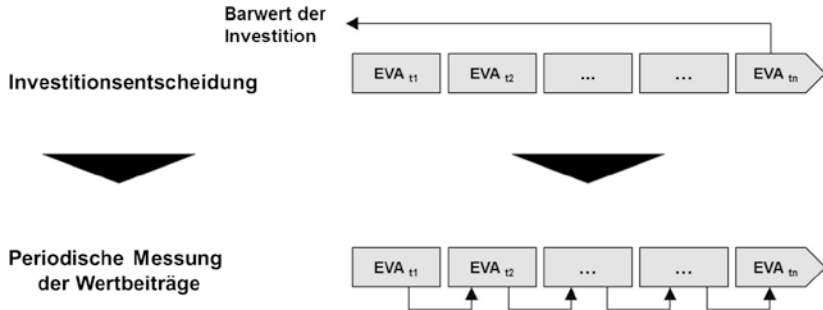 Barwert der
Investition
Investitionsentscheidung
EVA t1 EVA t2 ... ... EVA tn
Periodische Messung
der Wertbeiträge
EVA t1 EVA t2 ... ... EVA tn